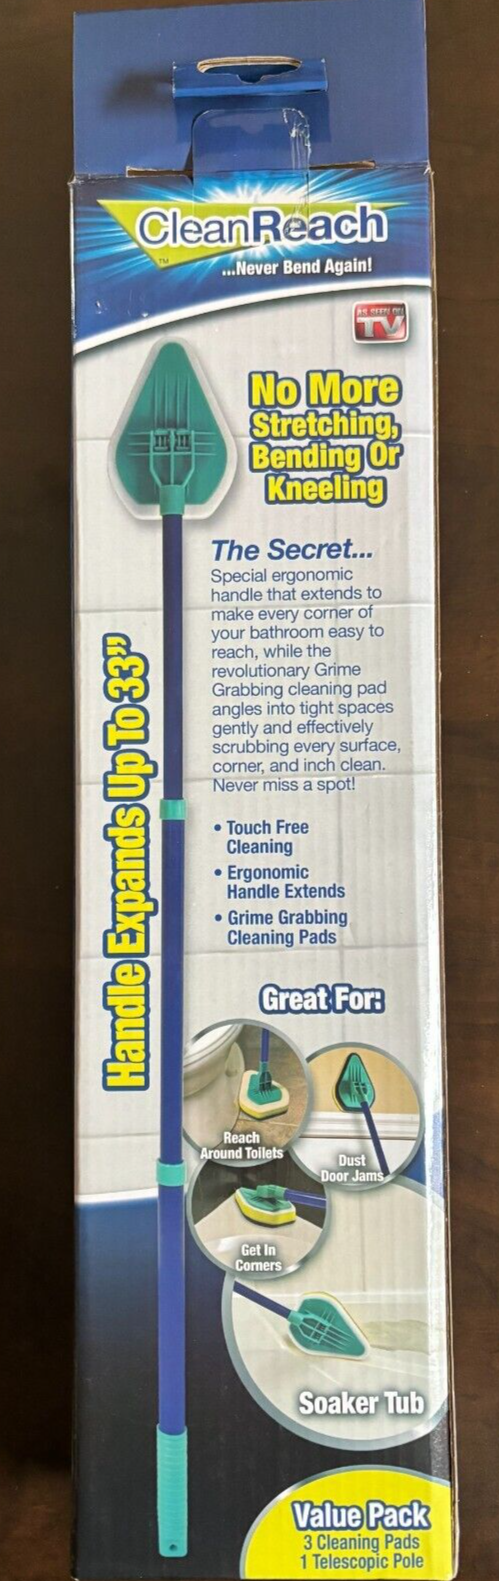 CleanReach
TM
...Never Bend Again!
AS SEEN ON
TV
No More
Stretching,
Bending Or
Kneeling
The Secret...
Special ergonomic
handle that extends to
make every corner of
your bathroom easy to
reach, while the
revolutionary Grime
Grabbing cleaning pad
angles into tight spaces
gently and effectively
scrubbing every surface,
corner, and inch clean.
Never miss a spot!
• Touch Free
Cleaning
• Ergonomic
Handle Extends
• Grime Grabbing
Cleaning Pads
Handle Expands Up To 33”
Great For:
Reach
Around Toilets
Dust
Door Jams
Get In
Corners
Soaker Tub
Value Pack
3 Cleaning Pads
1 Telescopic Pole